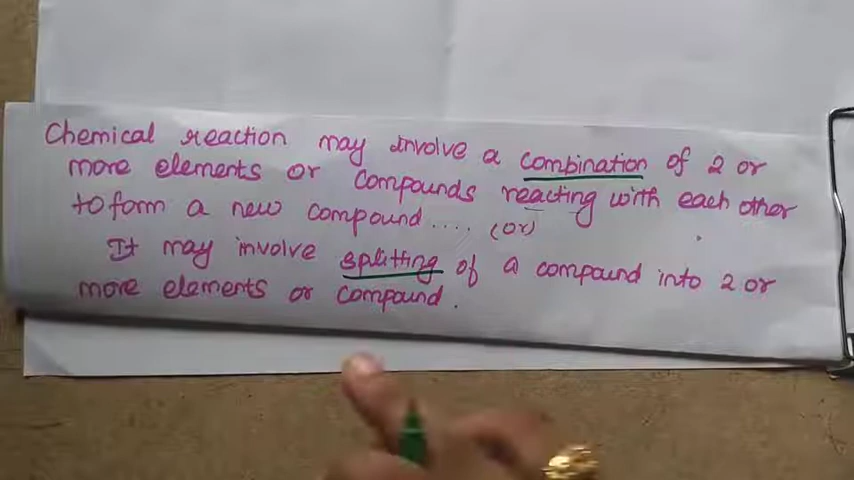 Chemical reaction may involve a combination of 2 or
more elements or compounds reacting with each other
to form a new compound .... (or)
It may involve splitting of a compound into 2 or
more elements or compound.